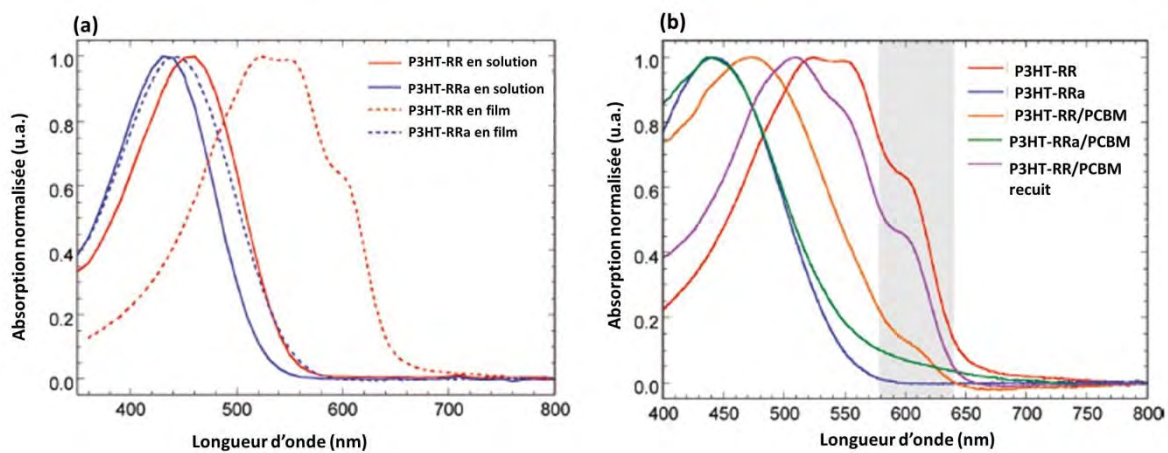 (a)
P3HT-RR en solution
P3HT-RRa en solution
P3HT-RR en film
P3HT-RRa en film
1.0
0.8
0.6
0.4
0.2
0.0
Absorption normalisée (u.a.)
400
500
600
700
800
Longueur d'onde (nm)
(b)
P3HT-RR
P3HT-RRa
P3HT-RR/PCBM
P3HT-RRa/PCBM
P3HT-RR/PCBM
recuit
1.0
0.8
0.6
0.4
0.2
0.0
Absorption normalisée (u.a.)
400
450
500
550
600
650
700
750
800
Longueur d'onde (nm)